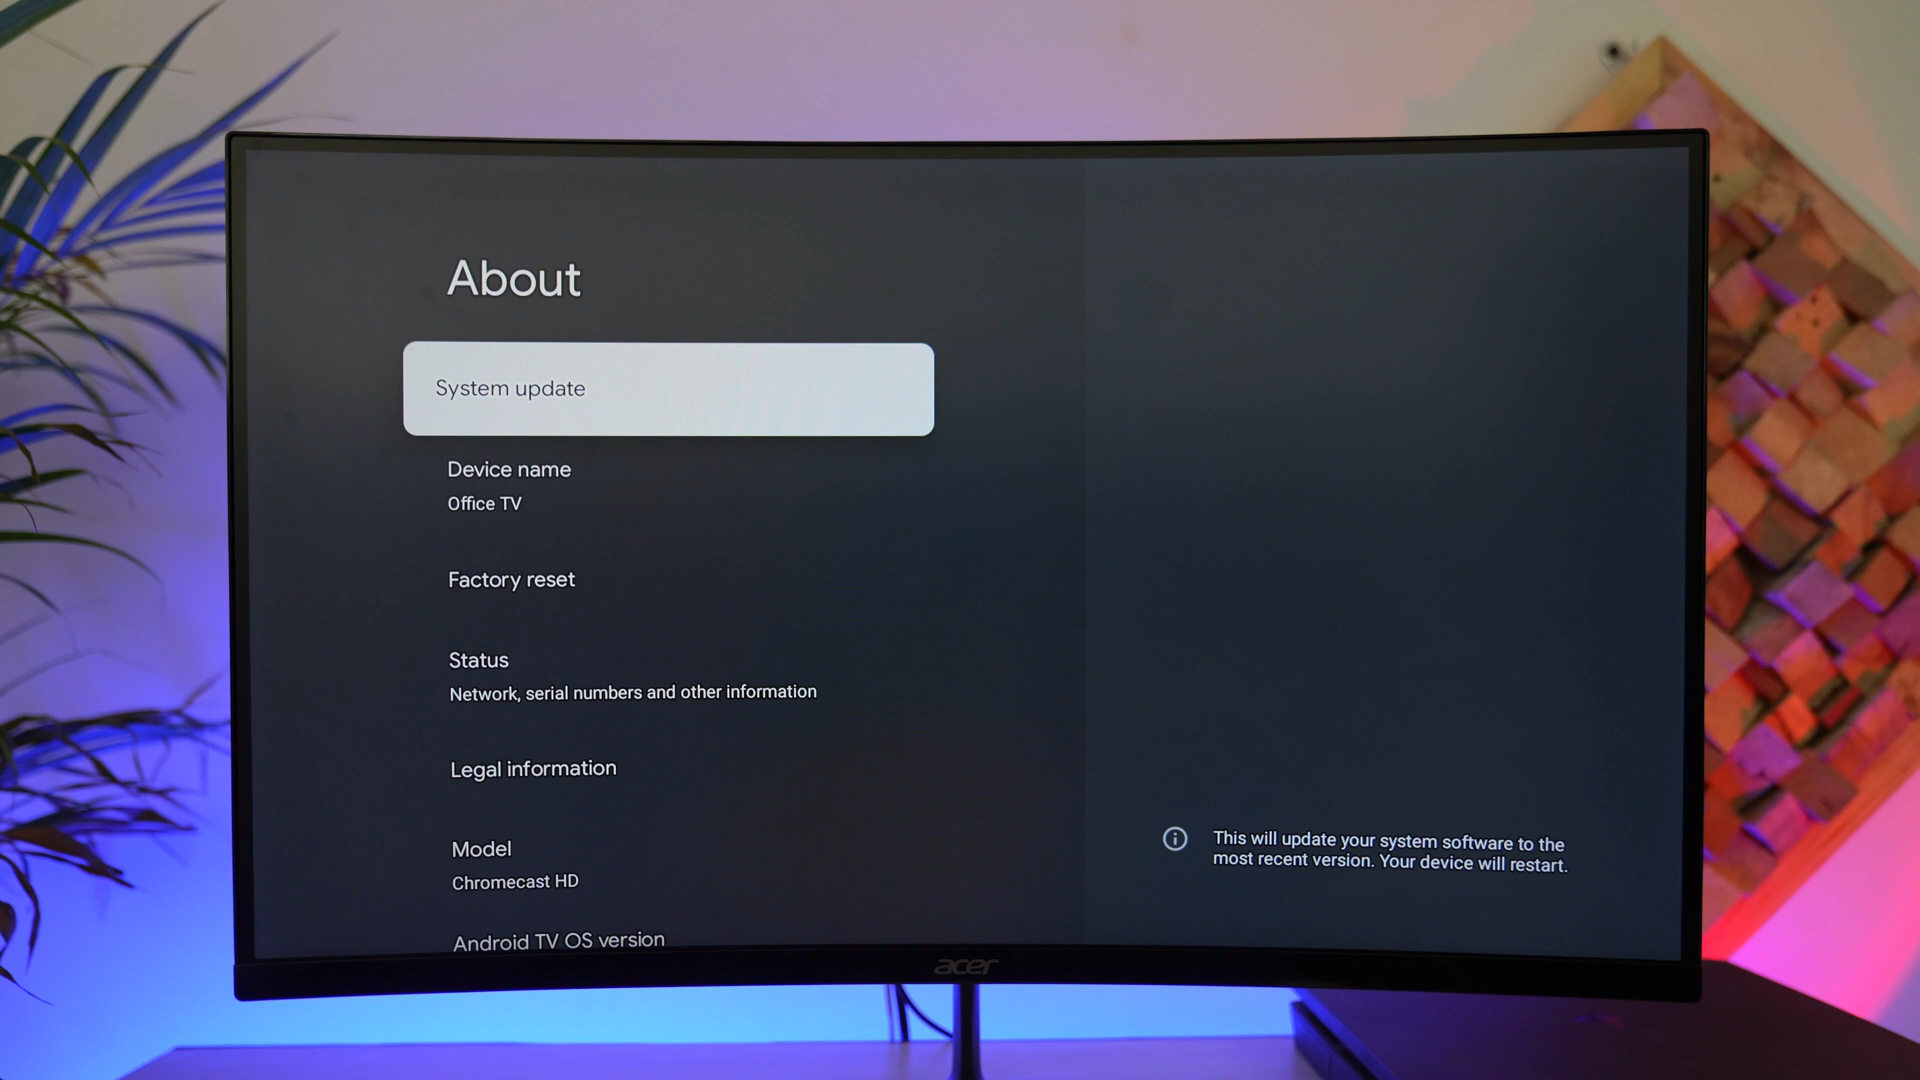 About
System update
Device name
Office TV
Factory reset
Status
Network, serial numbers and other information
Legal information
Model
Chromecast HD
Android TV OS version
This will update your system software to the
most recent version. Your device will restart.
acer